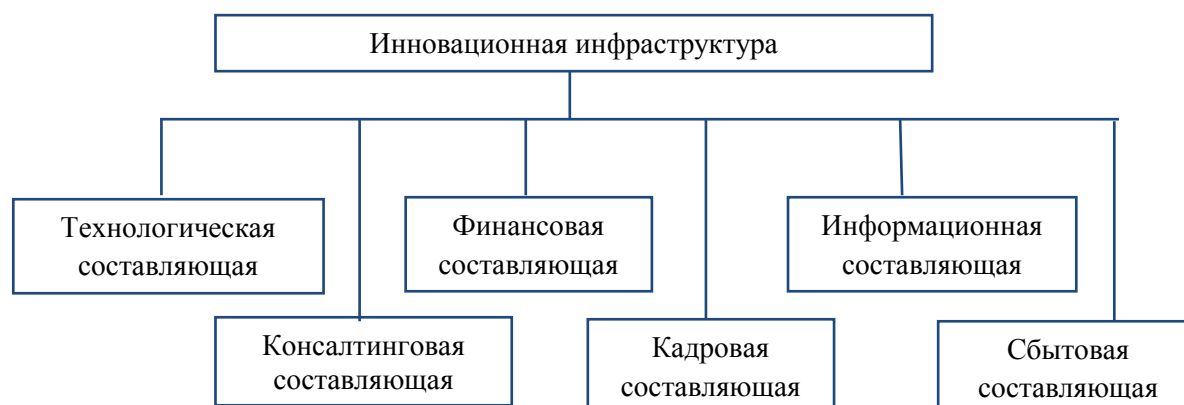 Инновационная инфраструктура
Технологическая
составляющая
Финансовая
составляющая
Информационная
составляющая
Консалтинговая
составляющая
Кадровая
составляющая
Сбытовая
составляющая